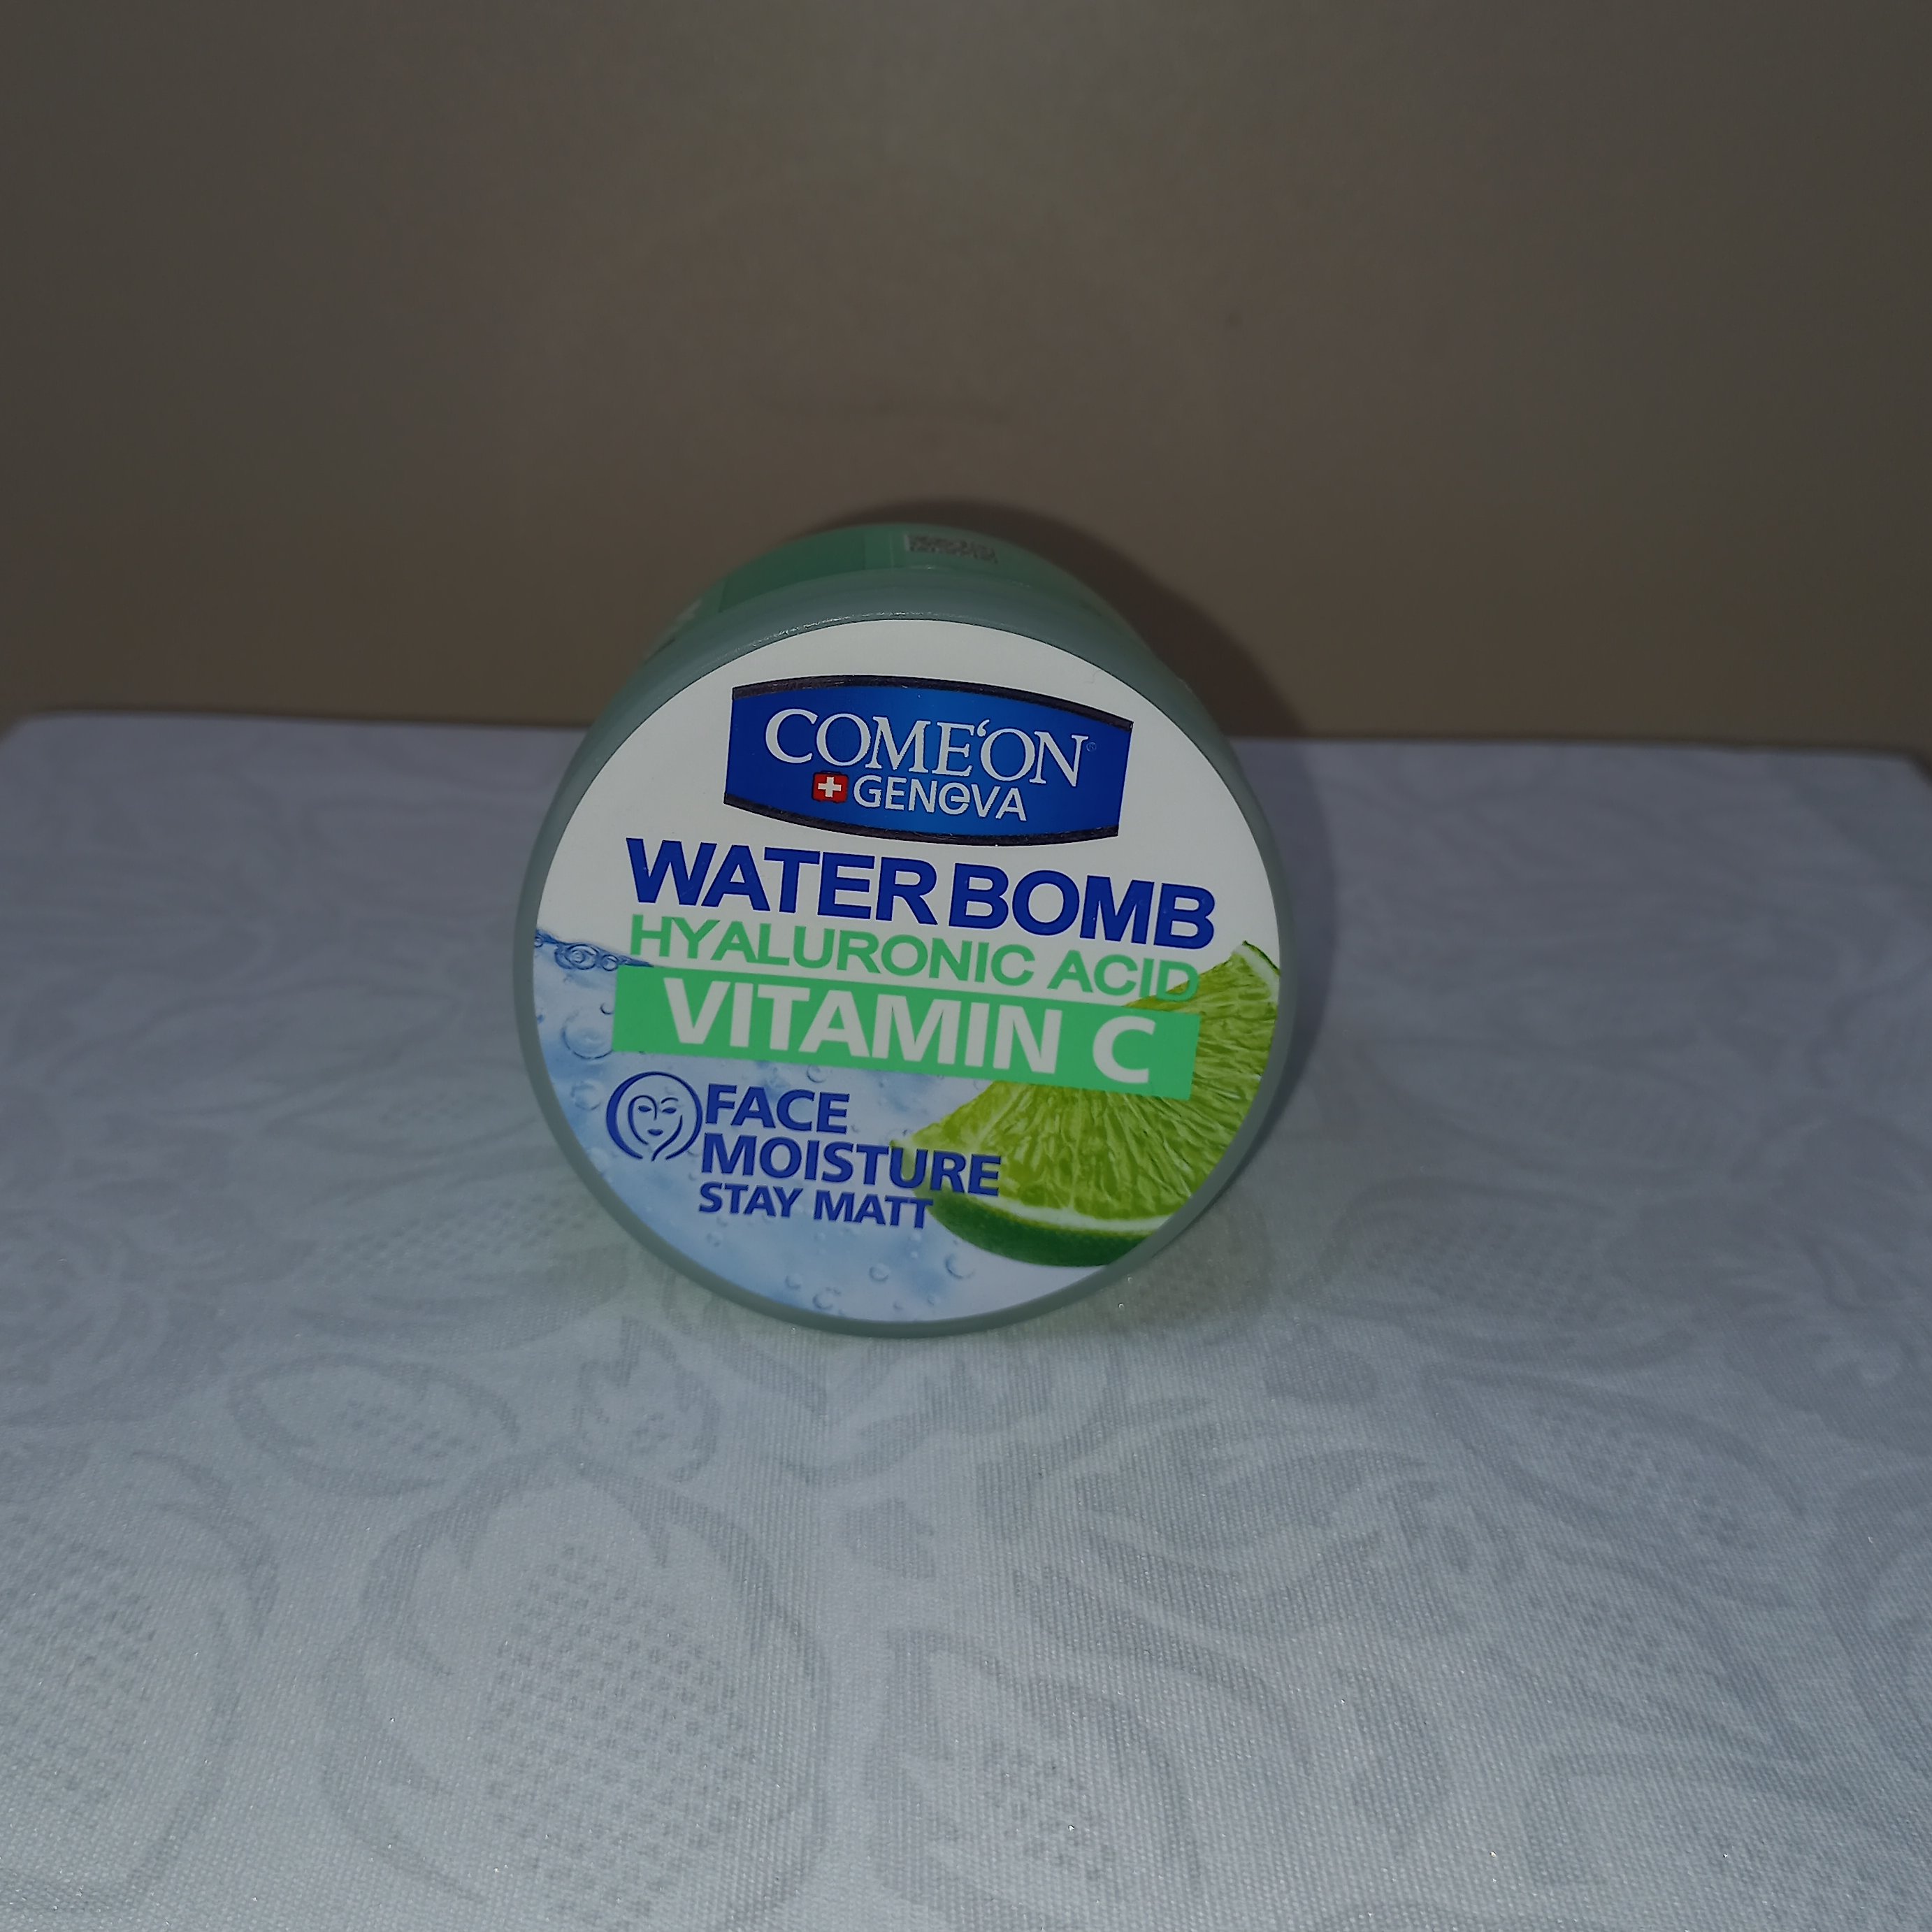 COME'ON
GENeVA
WATER BOMB
HYALURONIC ACID
VITAMIN C
FACE
MOISTURE
STAY MATT